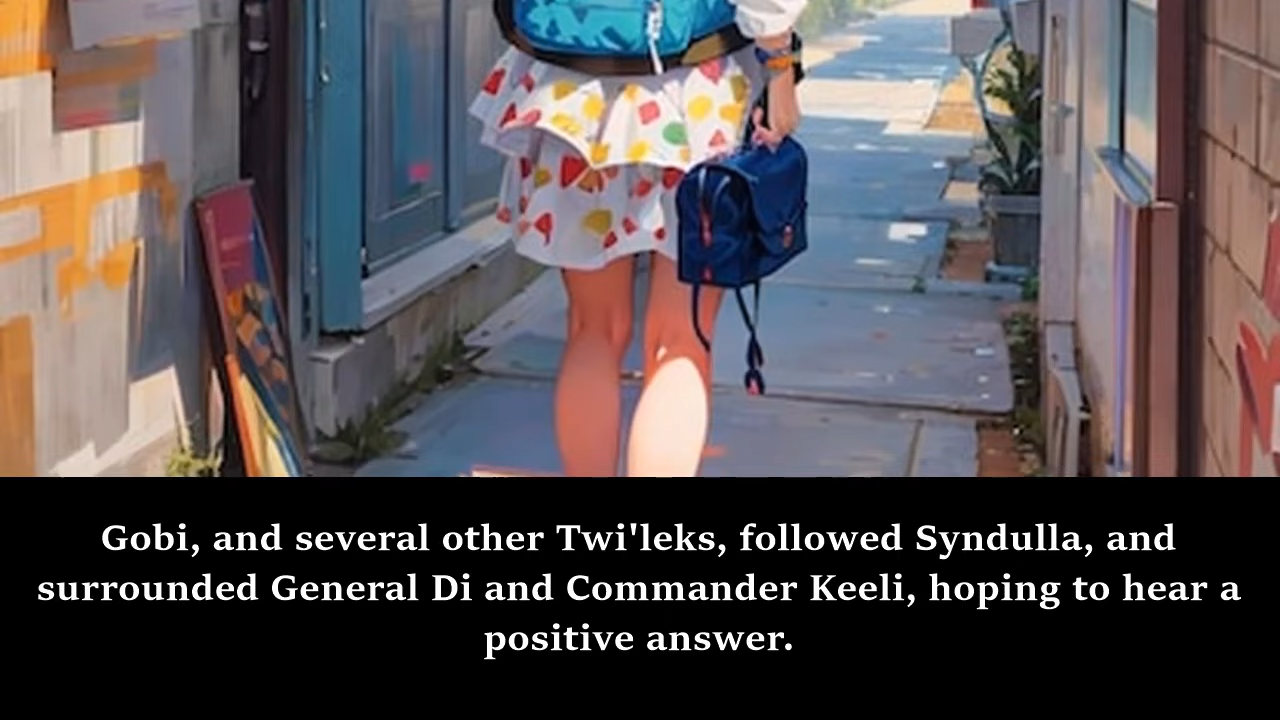 Gobi, and several other Twi'leks, followed Syndulla, and
surrounded General Di and Commander Keeli, hoping to hear a
positive answer.